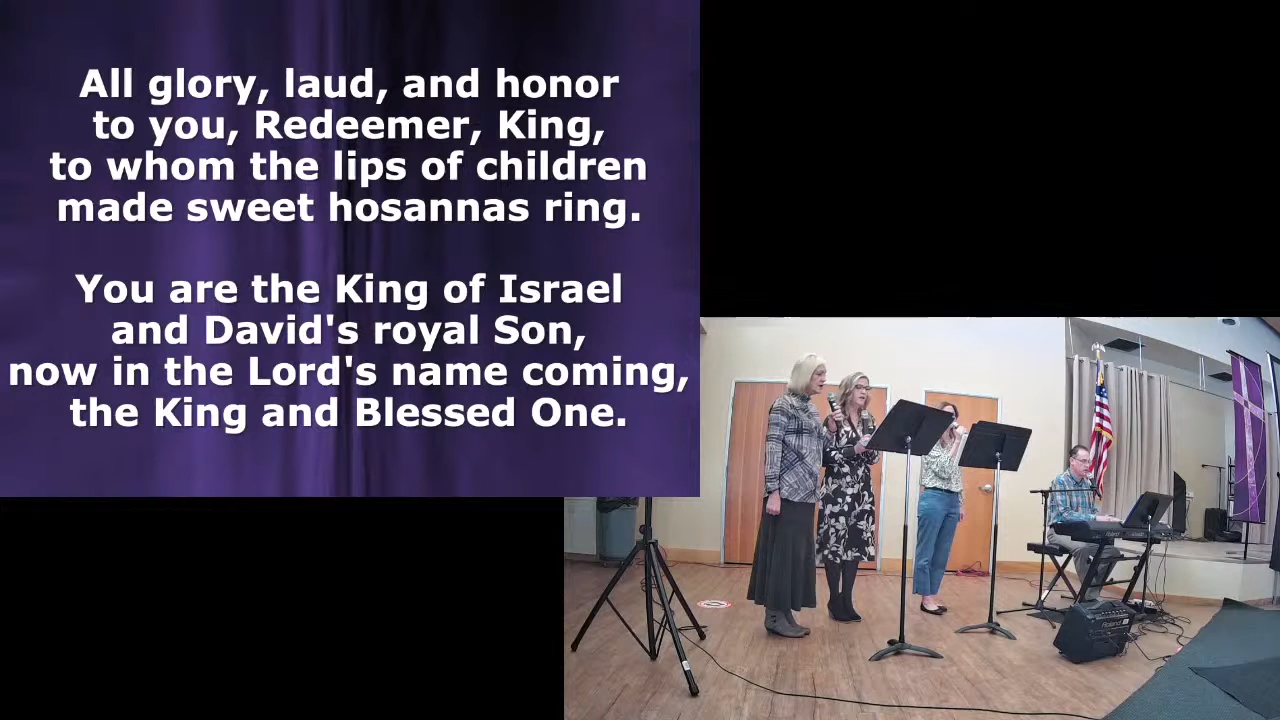 All glory, laud, and honor
to you, Redeemer, King,
to whom the lips of children
made sweet hosannas ring.
You are the King of Israel
and David's royal Son,
now in the Lord's name coming,
the King and Blessed One.
Roland
Roland